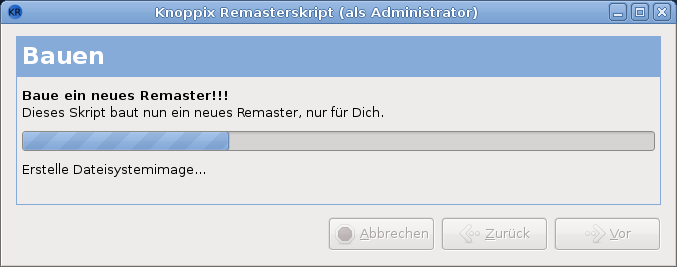 KR Knoppix Remasterskript (als Administrator)
Bauen
Baue ein neues Remaster!!!
Dieses Skript baut nun ein neues Remaster, nur für Dich.
Erstelle Dateisystemimage...
Abbrechen Zurück Vor